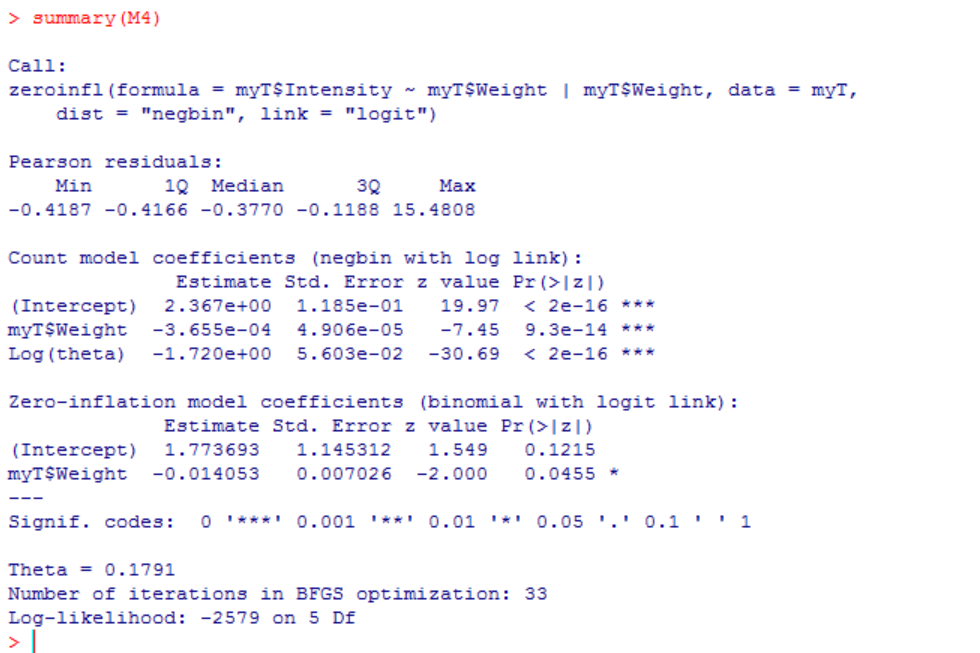 > summary(M4)
Call:
zeroinfl(formula = myT$Intensity ~ myT$Weight | myT$Weight, data = myT,
    dist = "negbin", link = "logit")
Pearson residuals:
    Min      1Q  Median      3Q     Max
-0.4187 -0.4166 -0.3770 -0.1188 15.4808
Count model coefficients (negbin with log link):
              Estimate Std. Error z value Pr(>|z|)
(Intercept)  2.367e+00  1.185e-01   19.97  < 2e-16 ***
myT$Weight  -3.655e-04  4.906e-05   -7.45  9.3e-14 ***
Log(theta)  -1.720e+00  5.603e-02  -30.69  < 2e-16 ***
Zero-inflation model coefficients (binomial with logit link):
             Estimate Std. Error z value Pr(>|z|)
(Intercept)  1.773693   1.145312   1.549   0.1215
myT$Weight  -0.014053   0.007026  -2.000   0.0455 *
---
Signif. codes:  0 '***' 0.001 '**' 0.01 '*' 0.05 '.' 0.1 ' ' 1
Theta = 0.1791
Number of iterations in BFGS optimization: 33
Log-likelihood: -2579 on 5 Df
>